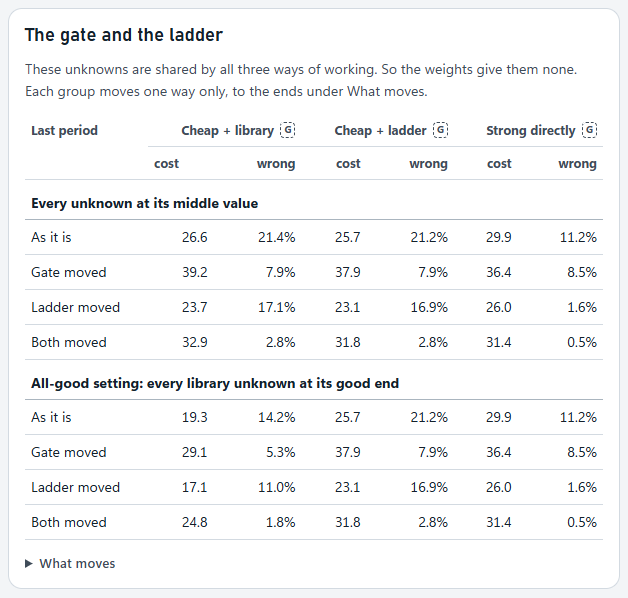 The gate and the ladder
These unknowns are shared by all three ways of working. So the weights give them none.
Each group moves one way only, to the ends under What moves.
Last period Cheap + library G Cheap + ladder G Strong directly G
cost wrong cost wrong cost wrong
Every unknown at its middle value
As it is 26.6 21.4% 25.7 21.2% 29.9 11.2%
Gate moved 39.2 7.9% 37.9 7.9% 36.4 8.5%
Ladder moved 23.7 17.1% 23.1 16.9% 26.0 1.6%
Both moved 32.9 2.8% 31.8 2.8% 31.4 0.5%
All-good setting: every library unknown at its good end
As it is 19.3 14.2% 25.7 21.2% 29.9 11.2%
Gate moved 29.1 5.3% 37.9 7.9% 36.4 8.5%
Ladder moved 17.1 11.0% 23.1 16.9% 26.0 1.6%
Both moved 24.8 1.8% 31.8 2.8% 31.4 0.5%
▶ What moves